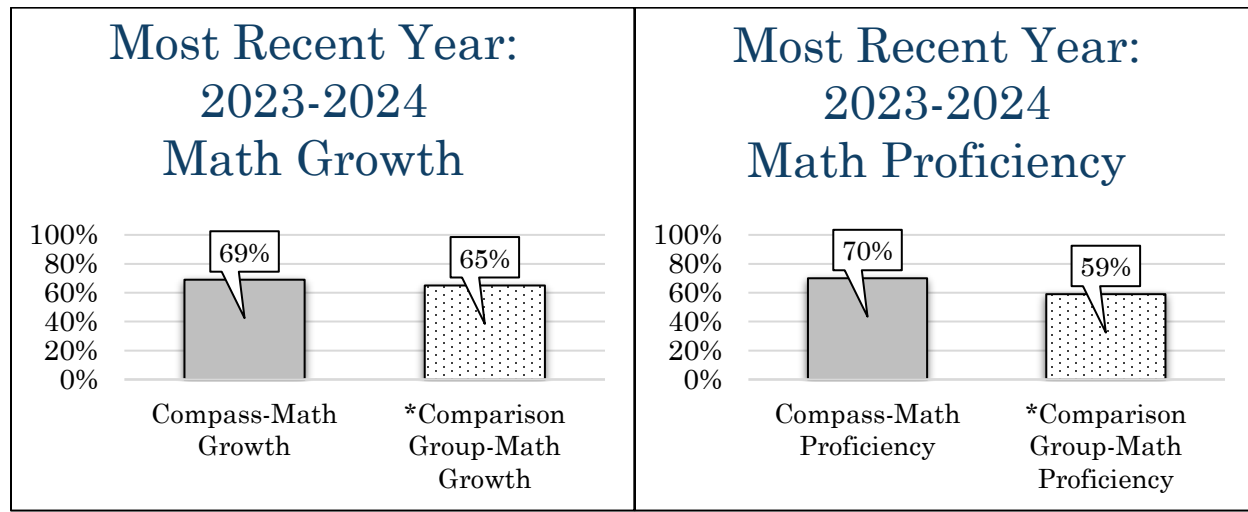 Most Recent Year:
2023-2024
Math Growth
100%
80%
60%
40%
20%
0%
69%
65%
Compass-Math
Growth
*Comparison
Group-Math
Growth
Most Recent Year:
2023-2024
Math Proficiency
100%
80%
60%
40%
20%
0%
70%
59%
Compass-Math
Proficiency
*Comparison
Group-Math
Proficiency